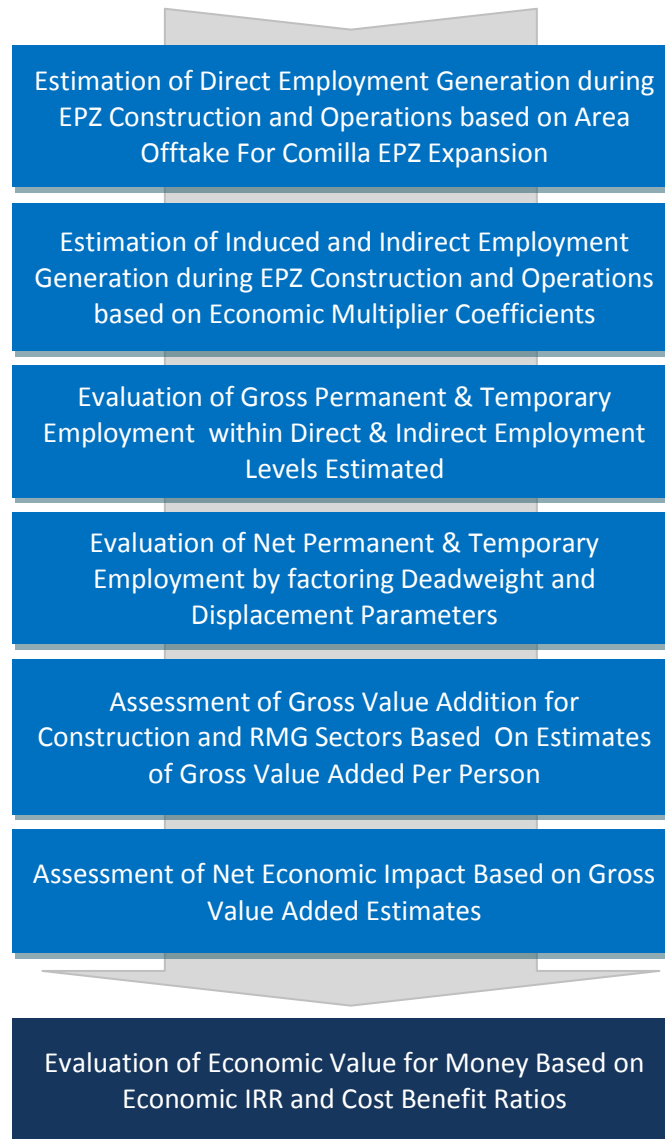 Estimation of Direct Employment Generation during
EPZ Construction and Operations based on Area
Offtake For Comilla EPZ Expansion
Estimation of Induced and Indirect Employment
Generation during EPZ Construction and Operations
based on Economic Multiplier Coefficients
Evaluation of Gross Permanent & Temporary
Employment within Direct & Indirect Employment
Levels Estimated
Evaluation of Net Permanent & Temporary
Employment by factoring Deadweight and
Displacement Parameters
Assessment of Gross Value Addition for
Construction and RMG Sectors Based On Estimates
of Gross Value Added Per Person
Assessment of Net Economic Impact Based on Gross
Value Added Estimates
Evaluation of Economic Value for Money Based on
Economic IRR and Cost Benefit Ratios